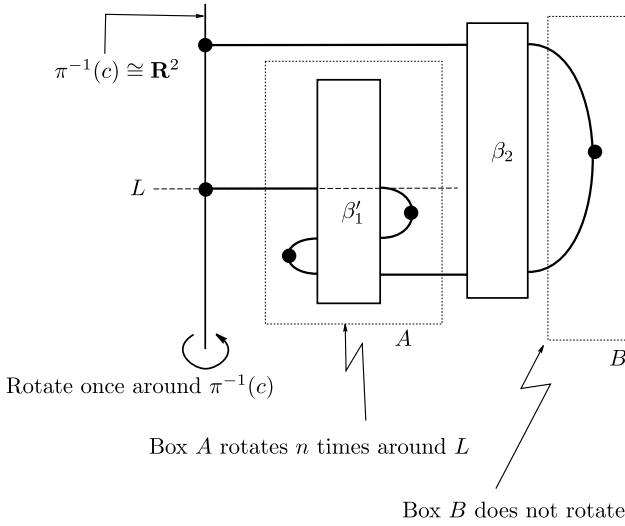 π⁻¹(c) ≅ R²
L
β₂
β′₁
A
B
Rotate once around π⁻¹(c)
Box A rotates n times around L
Box B does not rotate